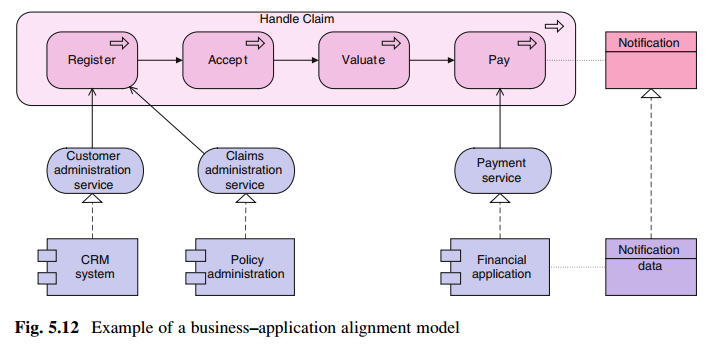 Handle Claim
Register
Accept
Valuate
Pay
Notification
Customer
administration
service
Claims
administration
service
Payment
service
CRM
system
Policy
administration
Financial
application
Notification
data
Fig. 5.12 Example of a business–application alignment model